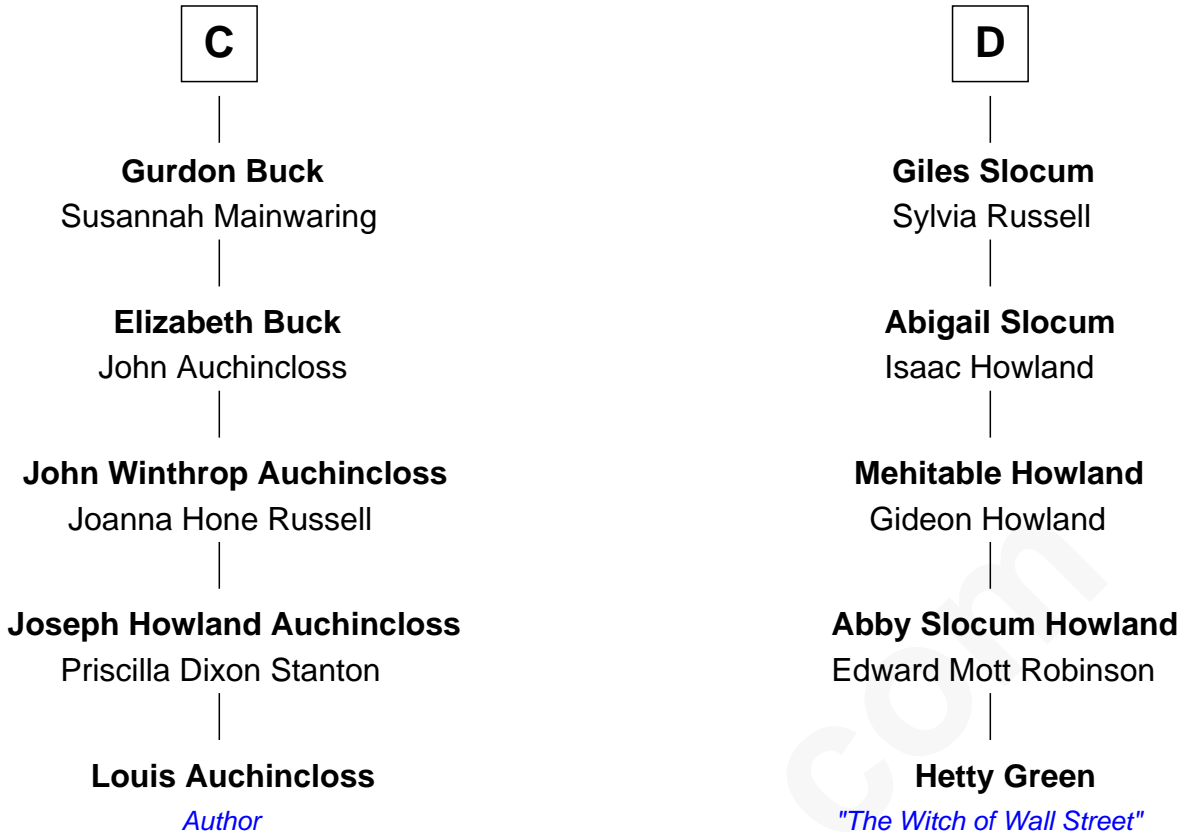 C
Gurdon Buck
Susannah Mainwaring
Elizabeth Buck
John Auchincloss
John Winthrop Auchincloss
Joanna Hone Russell
Joseph Howland Auchincloss
Priscilla Dixon Stanton
Louis Auchincloss
Author
D
Giles Slocum
Sylvia Russell
Abigail Slocum
Isaac Howland
Mehitable Howland
Gideon Howland
Abby Slocum Howland
Edward Mott Robinson
Hetty Green
"The Witch of Wall Street"
com